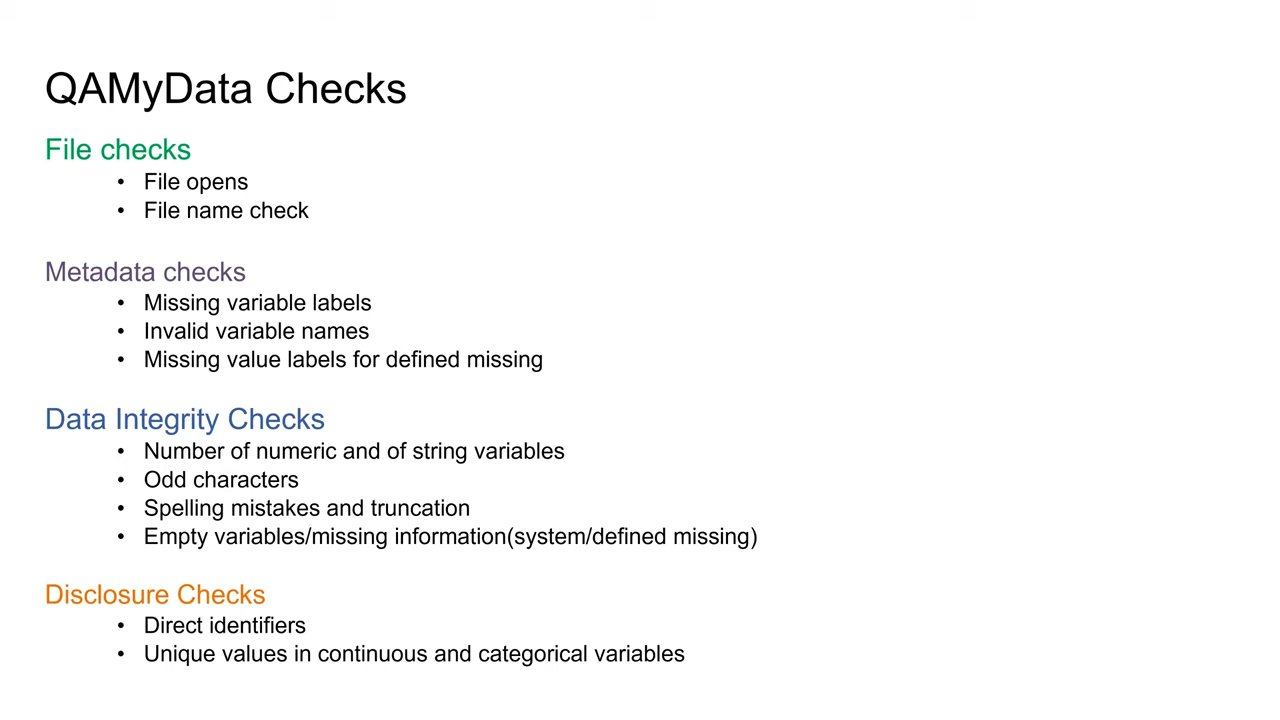 QAMyData Checks
File checks
• File opens
• File name check
Metadata checks
• Missing variable labels
• Invalid variable names
• Missing value labels for defined missing
Data Integrity Checks
• Number of numeric and of string variables
• Odd characters
• Spelling mistakes and truncation
• Empty variables/missing information(system/defined missing)
Disclosure Checks
• Direct identifiers
• Unique values in continuous and categorical variables